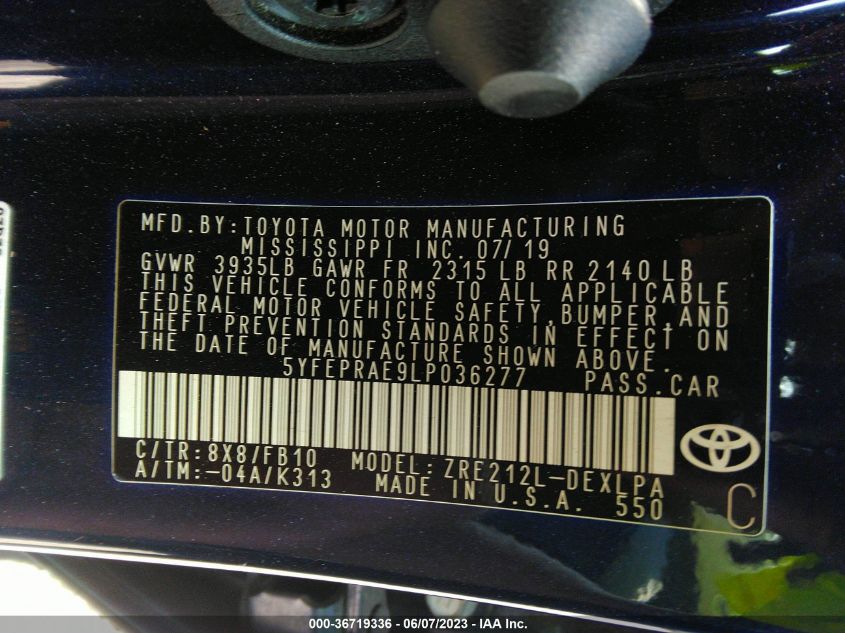 MFD.BY:TOYOTA MOTOR MANUFACTURING
MISSISSIPPI INC. 07/19
GVWR 3935LB GAWR FR 2315 LB RR 2140 LB
THIS VEHICLE CONFORMS TO ALL APPLICABLE
FEDERAL MOTOR VEHICLE SAFETY,BUMPER,AND
THEFT PREVENTION STANDARDS IN EFFECT ON
THE DATE OF MANUFACTURE SHOWN ABOVE.
5YFEPRAE9LP036277 PASS.CAR
C/TR:8X8/FB10 MODEL:ZRE212L-DEXLPA
A/TM:-04A/K313 MADE IN U.S.A. 550
C
000-36719336 - 06/07/2023 - IAA Inc.